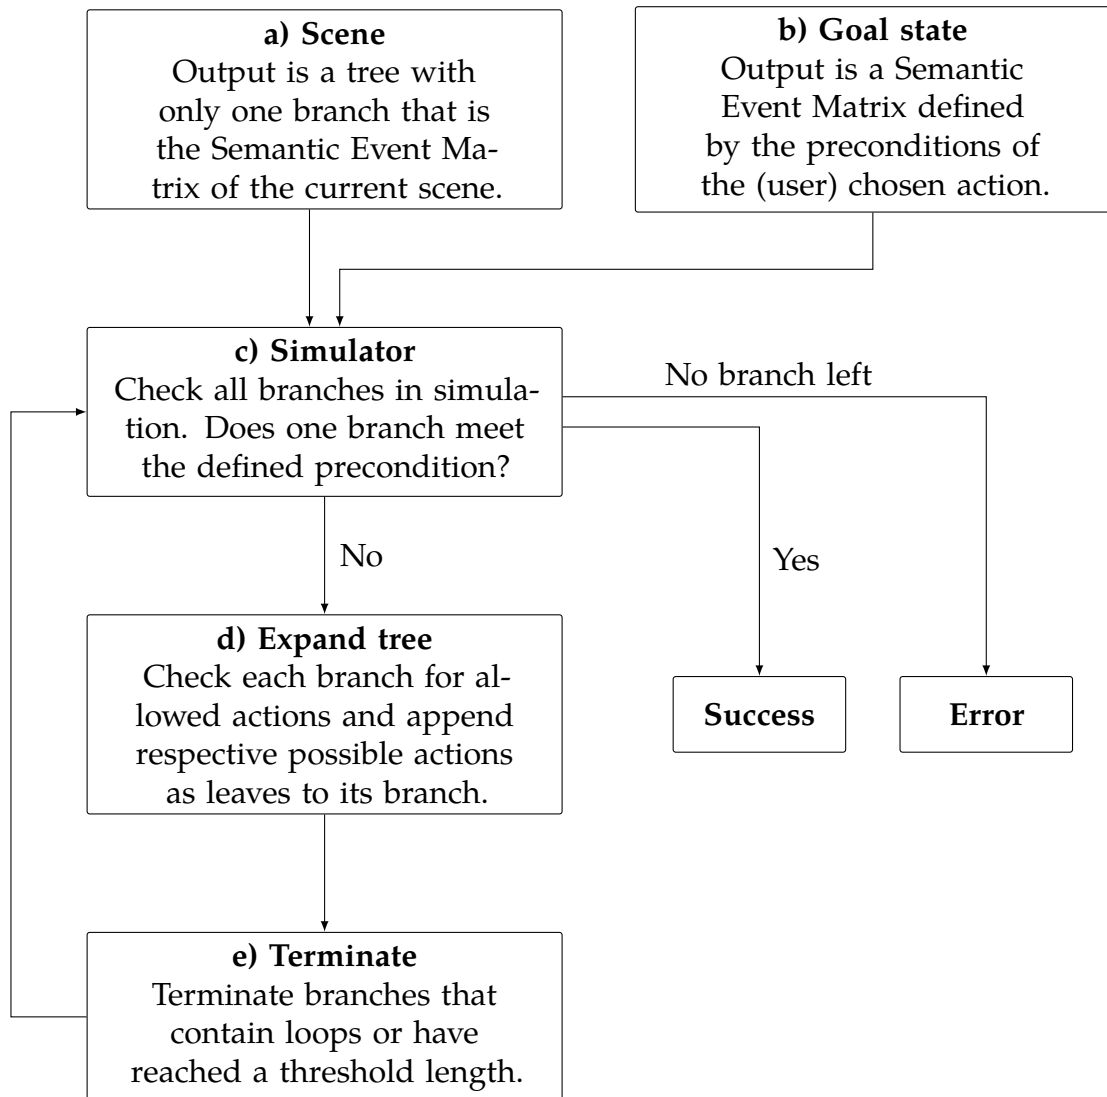 a) Scene
Output is a tree with
only one branch that is
the Semantic Event Ma-
trix of the current scene.
b) Goal state
Output is a Semantic
Event Matrix defined
by the preconditions of
the (user) chosen action.
c) Simulator
Check all branches in simula-
tion. Does one branch meet
the defined precondition?
No branch left
Yes
No
d) Expand tree
Check each branch for al-
lowed actions and append
respective possible actions
as leaves to its branch.
Success
Error
e) Terminate
Terminate branches that
contain loops or have
reached a threshold length.